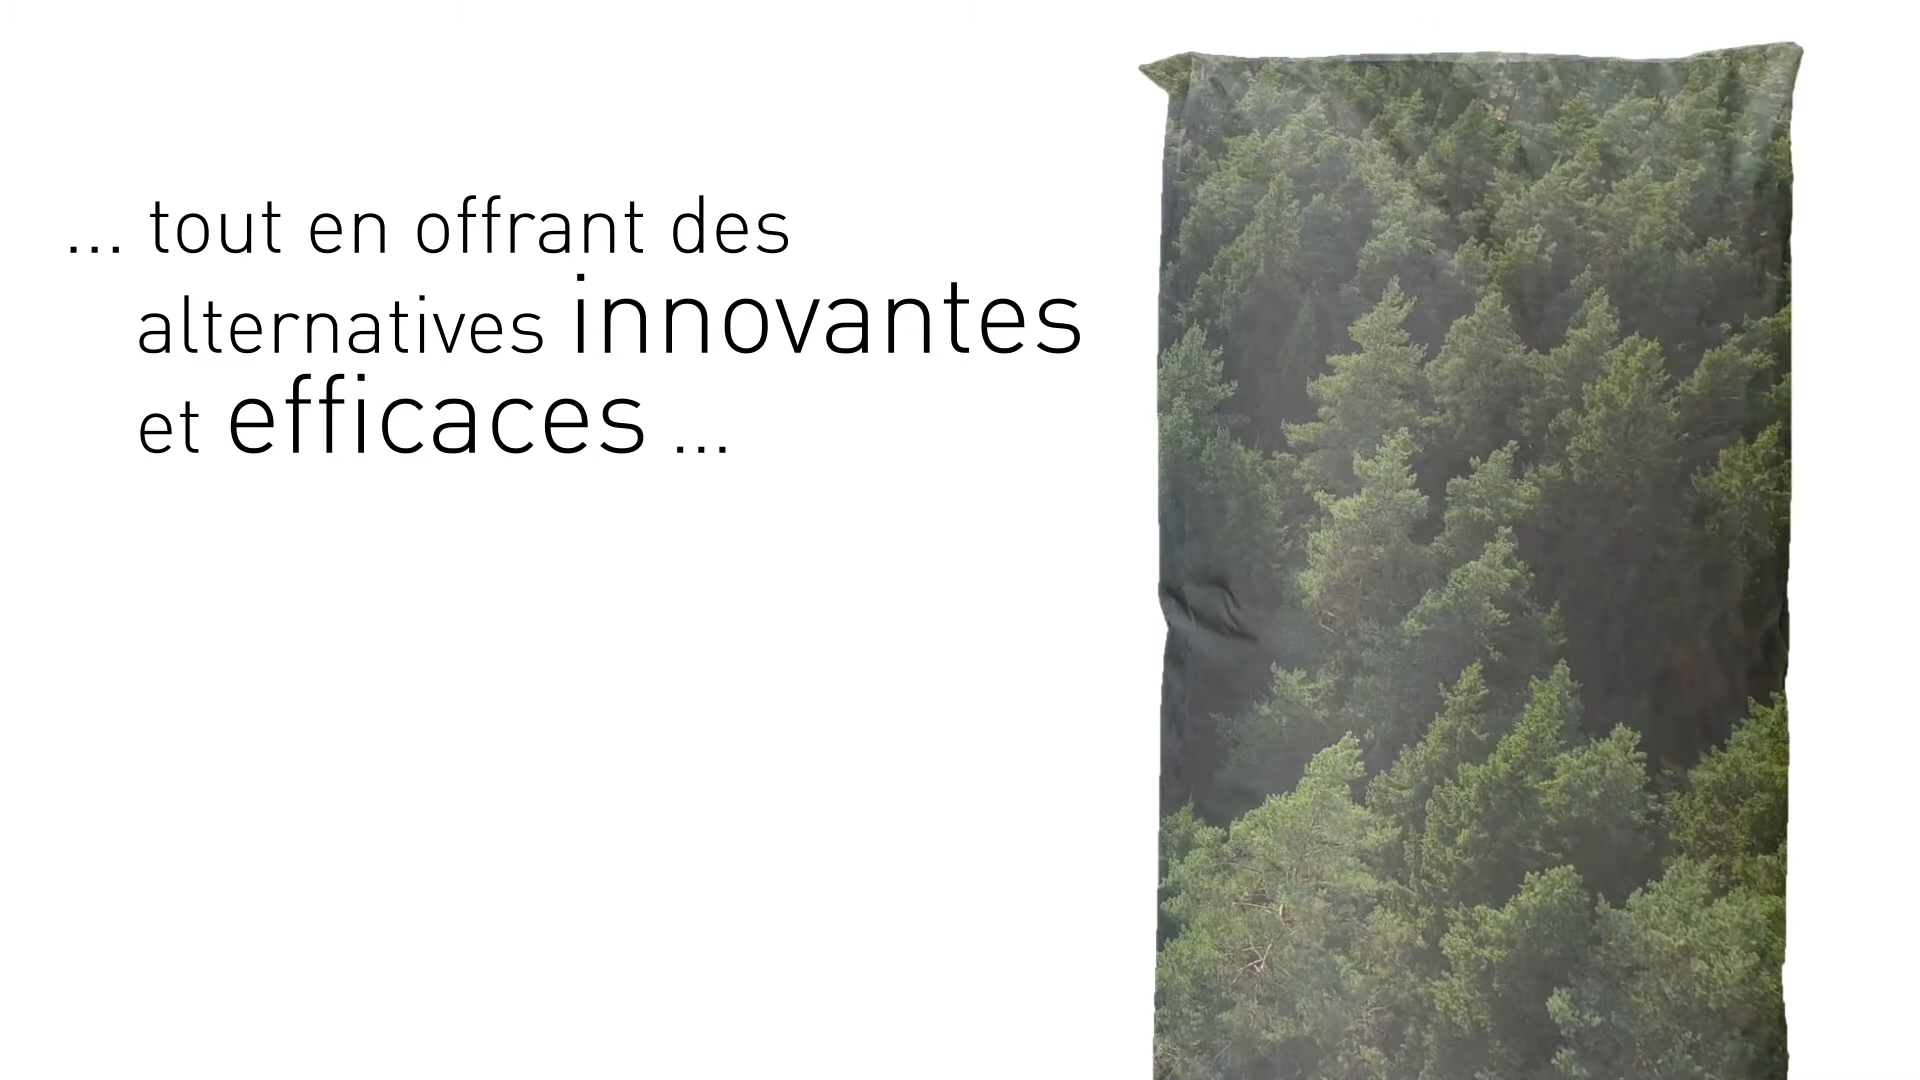 ... tout en offrant des
alternatives innovantes
et efficaces ...